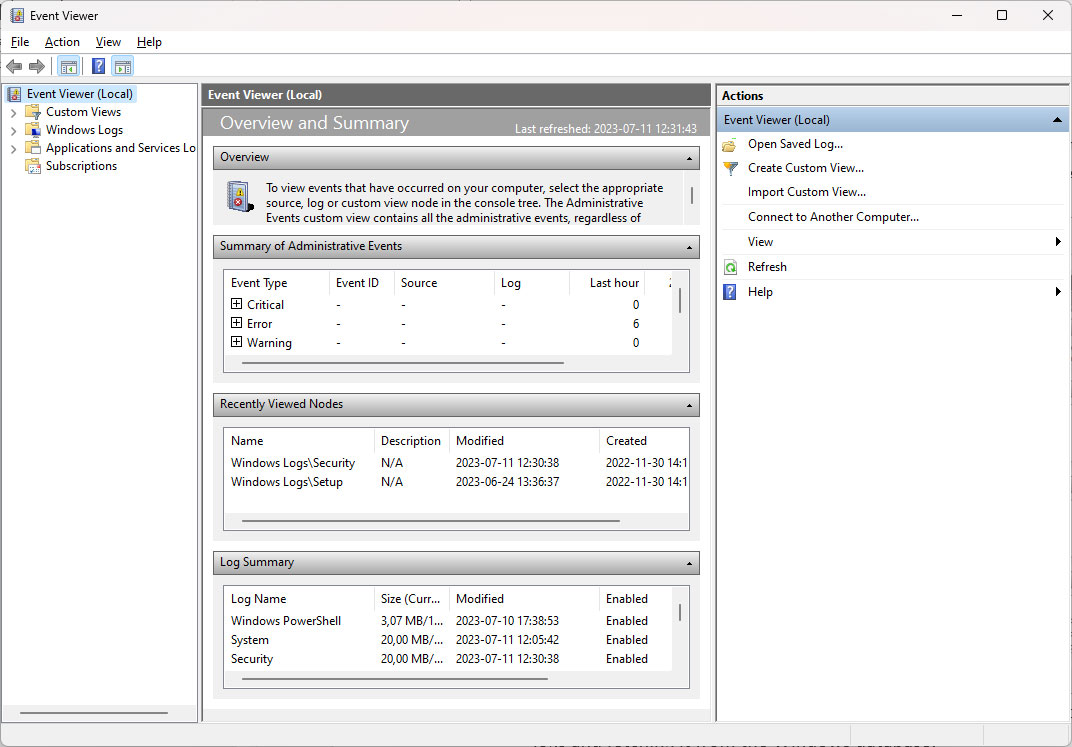 Event Viewer
File Action View Help
Event Viewer (Local)
Custom Views
Windows Logs
Applications and Services Lo
Subscriptions
Event Viewer (Local)
Overview and Summary Last refreshed: 2023-07-11 12:31:43
Overview
To view events that have occurred on your computer, select the appropriate
source, log or custom view node in the console tree. The Administrative
Events custom view contains all the administrative events, regardless of
Summary of Administrative Events
Event Type Event ID Source Log Last hour
Critical - - - 0
Error - - - 6
Warning - - - 0
Recently Viewed Nodes
Name Description Modified Created
Windows Logs\Security N/A 2023-07-11 12:30:38 2022-11-30 14:1
Windows Logs\Setup N/A 2023-06-24 13:36:37 2022-11-30 14:1
Log Summary
Log Name Size (Curr... Modified Enabled
Windows PowerShell 3,07 MB/1... 2023-07-10 17:38:53 Enabled
System 20,00 MB/... 2023-07-11 12:05:42 Enabled
Security 20,00 MB/... 2023-07-11 12:30:38 Enabled
Actions
Event Viewer (Local)
Open Saved Log...
Create Custom View...
Import Custom View...
Connect to Another Computer...
View
Refresh
Help